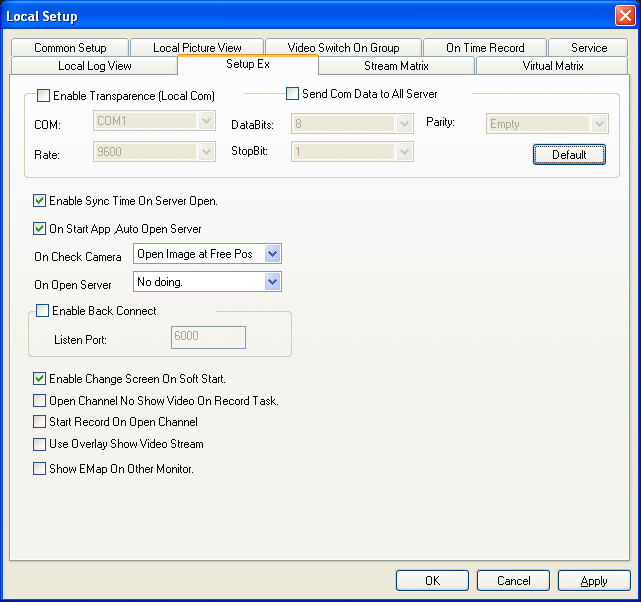 Local Setup
Common Setup Local Picture View Video Switch On Group On Time Record Service
Local Log View Setup Ex Stream Matrix Virtual Matrix
Enable Transparence (Local Com) Send Com Data to All Server
COM: COM1 DataBits: 8 Parity: Empty
Rate: 9600 StopBit: 1 Default
Enable Sync Time On Server Open.
On Start App ,Auto Open Server
On Check Camera Open Image at Free Pos
On Open Server No doing.
Enable Back Connect
Listen Port: 6000
Enable Change Screen On Soft Start.
Open Channel No Show Video On Record Task.
Start Record On Open Channel
Use Overlay Show Video Stream
Show EMap On Other Monitor.
OK Cancel Apply